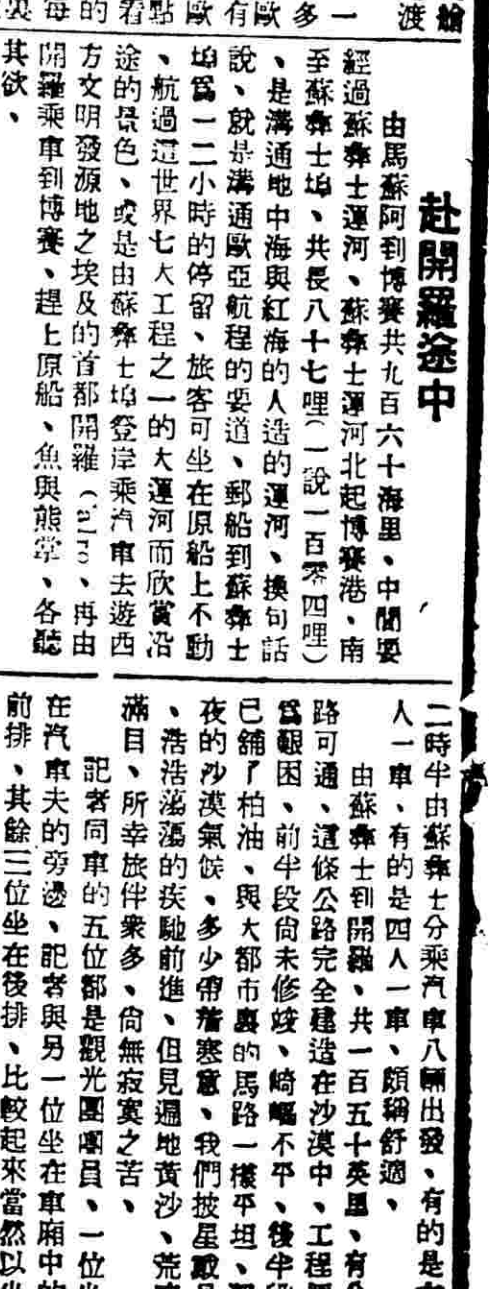 赴開羅途中
由馬蘇阿到博賽共九百六十海里、中間要
經過蘇彝士運河、蘇彝士運河北起博賽港、南
至蘇彝士埠、共長八十七哩(一說一百零四哩)
、是溝通地中海與紅海的人造的運河、換句話
說、就是溝通歐亞航程的要道、郵船到蘇彝士
埠爲一二小時的停留、旅客可坐在原船上不動
、航過這世界七大工程之一的大運河而欣賞沿
途的景色、或是由蘇彝士埠登岸乘汽車去遊西
方文明發源地之埃及的首都開羅(、再由
開羅乘車到博賽、趕上原船、魚與熊掌、各聽
其欲、
二時半由蘇彝士分乘汽車八輛出發、有的是
人一車、有的是四人一車、頗稱舒適、
由蘇彝士到開羅、共一百五十英里、有
路可通、這條公路完全建造在沙漠中、工程
爲艱困、前半段尙未修竣、崎嶇不平、後半
已舖了柏油、與大都市裏的馬路一樣平坦、
夜的沙漠氣候、多少帶着寒意、我們披星戴
、浩浩蕩蕩的疾馳前進、但見遍地黃沙、荒
滿目、所幸旅伴衆多、尙無寂寞之苦、
記者同車的五位都是觀光團團員、一位
在汽車夫的旁邊、記者與另一位坐在車廂中的
前排、其餘三位坐在後排、比較起來當然以